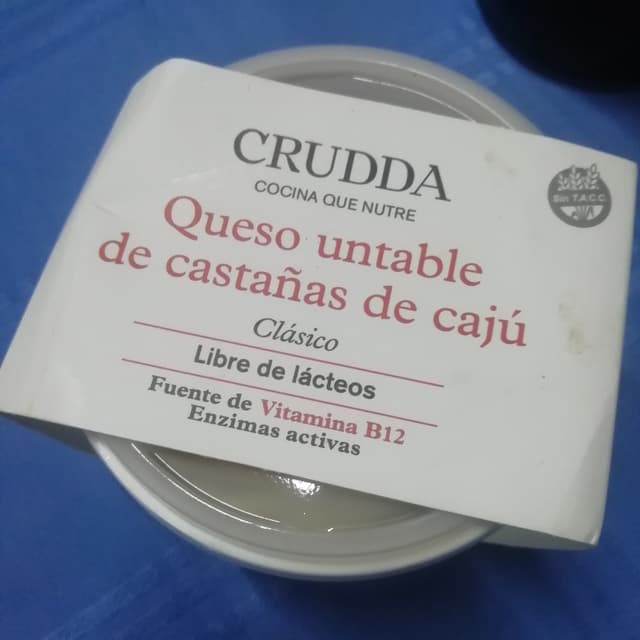 CRUDDA
COCINA QUE NUTRE
Sin T.A.C.C.
Queso untable
de castañas de cajú
Clásico
Libre de lácteos
Fuente de Vitamina B12
Enzimas activas